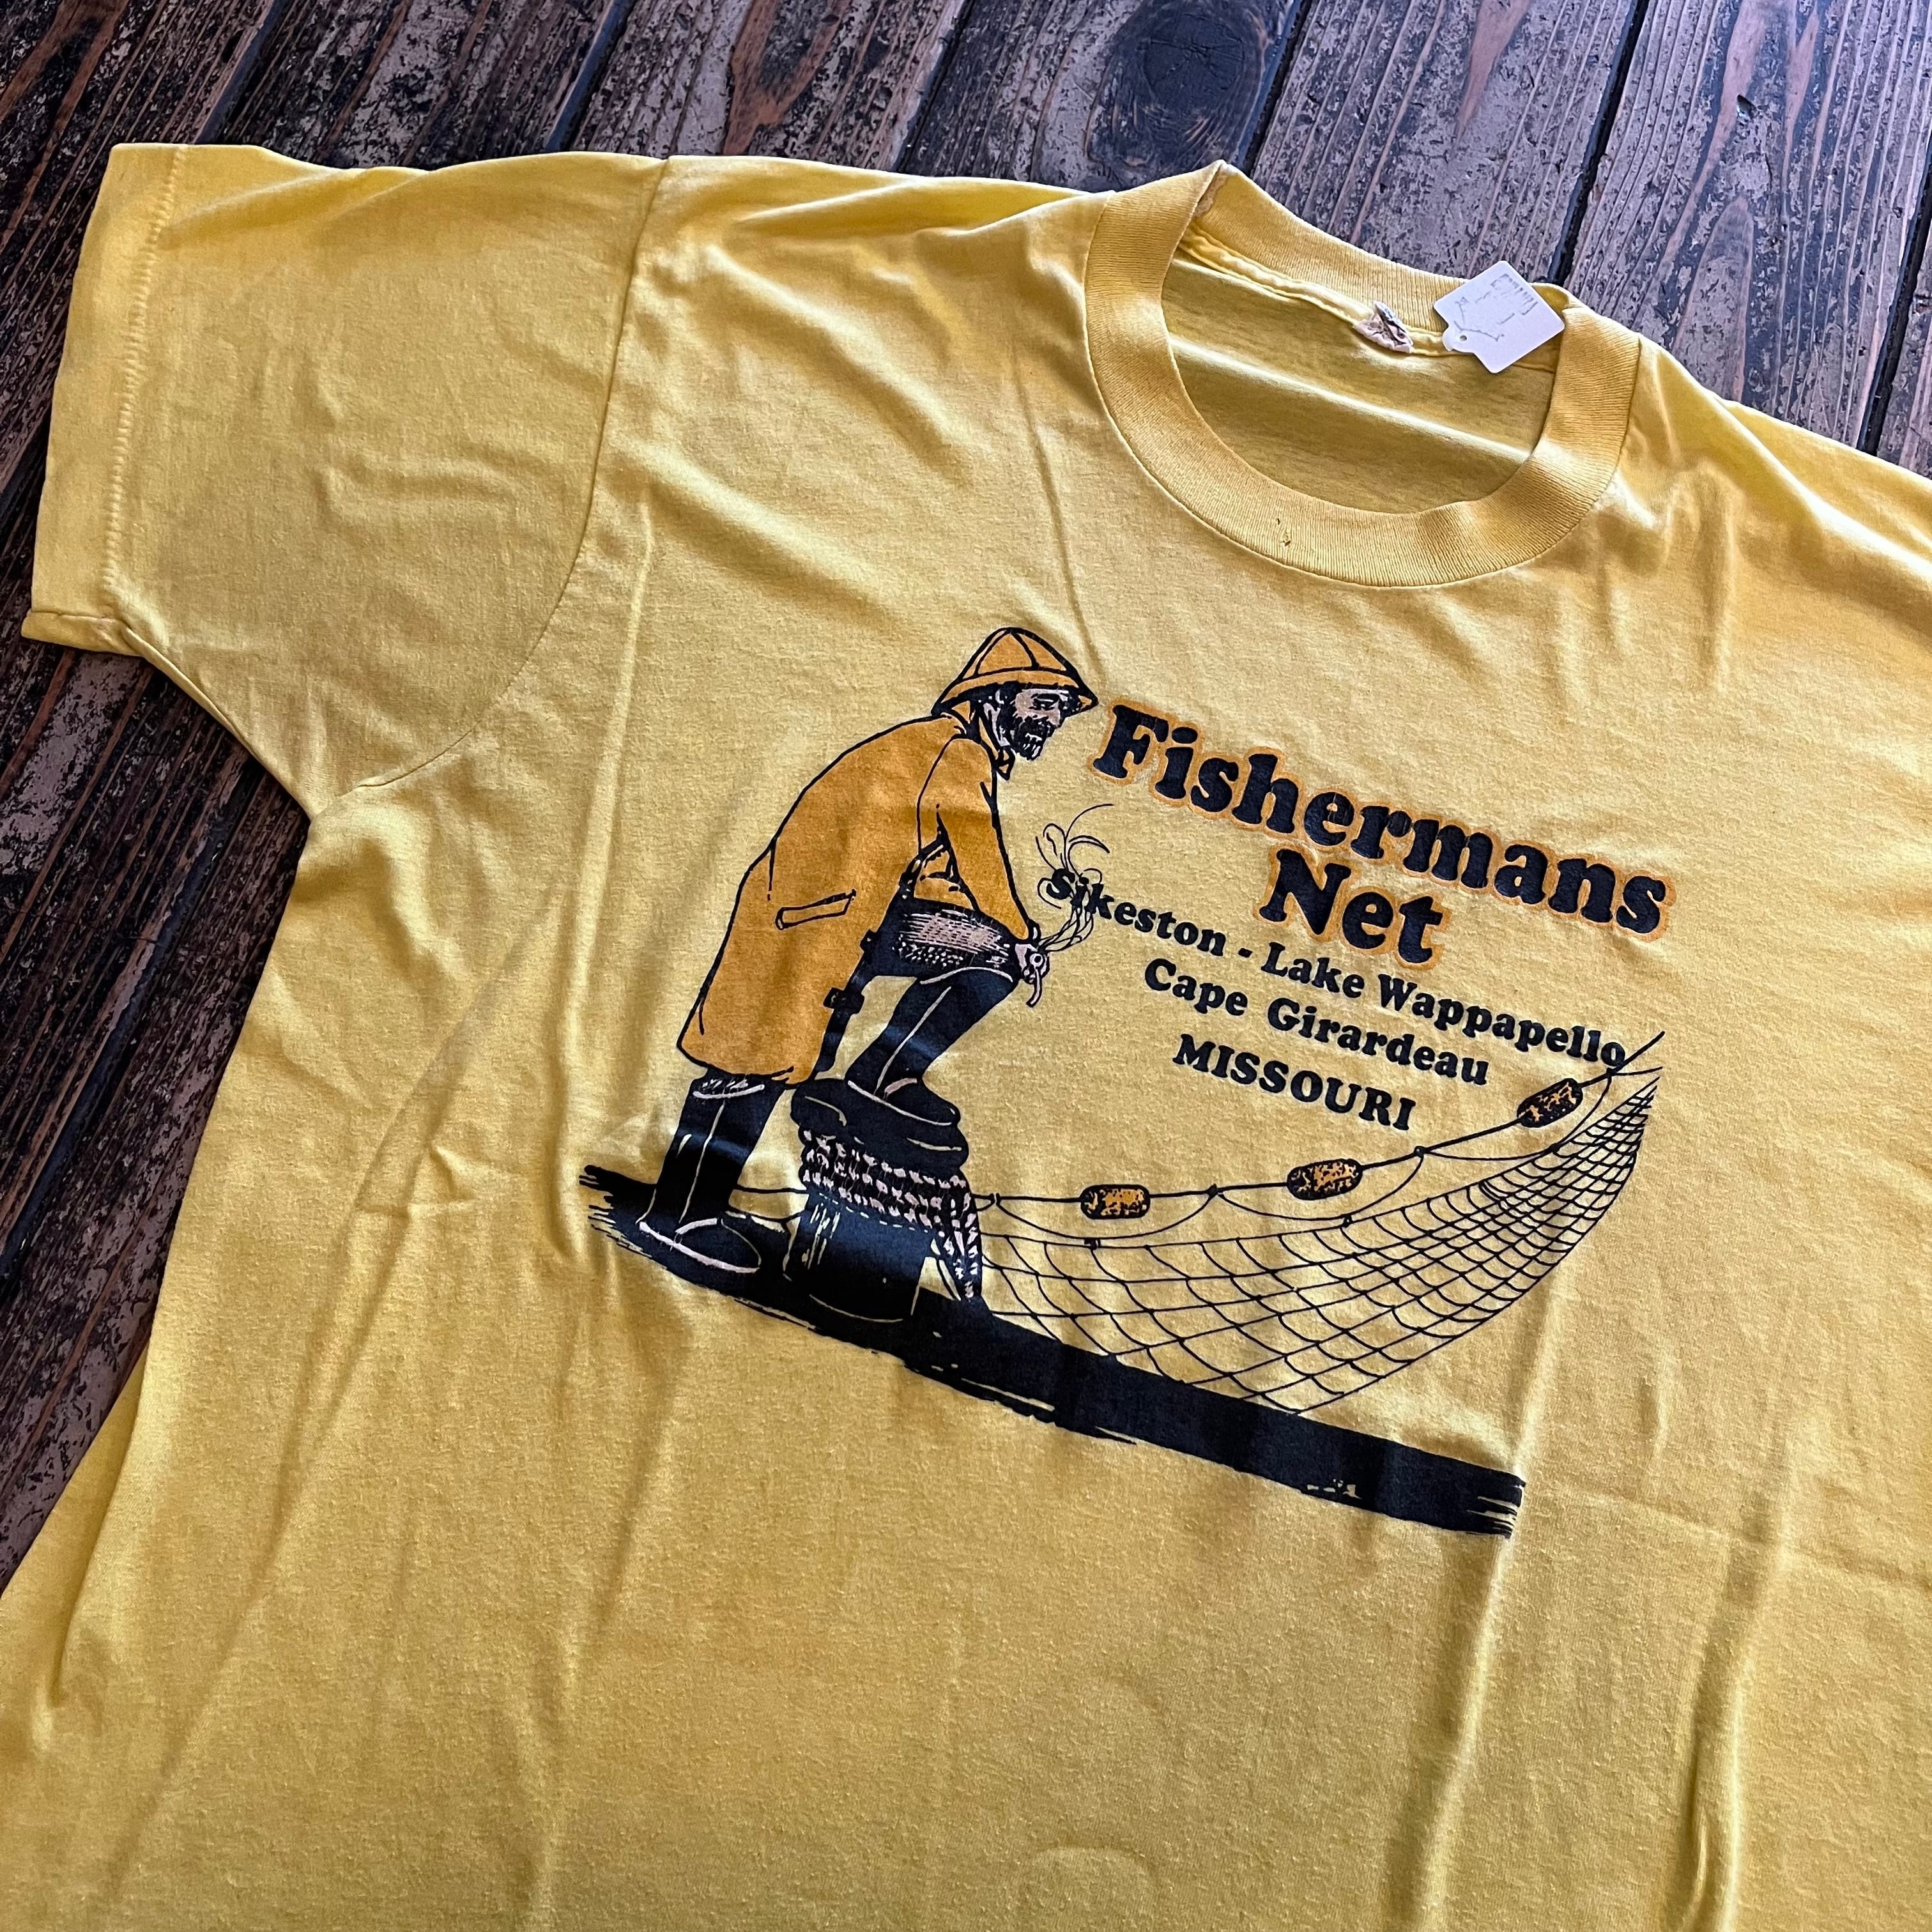 Fishermans
Net
Sikeston - Lake Wappapello
Cape Girardeau
MISSOURI